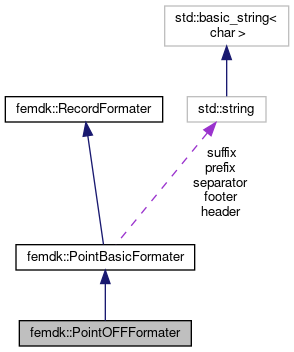 std::basic_string<
char >
femdk::RecordFormater
std::string
suffix
prefix
separator
footer
header
femdk::PointBasicFormater
femdk::PointOFFFormater